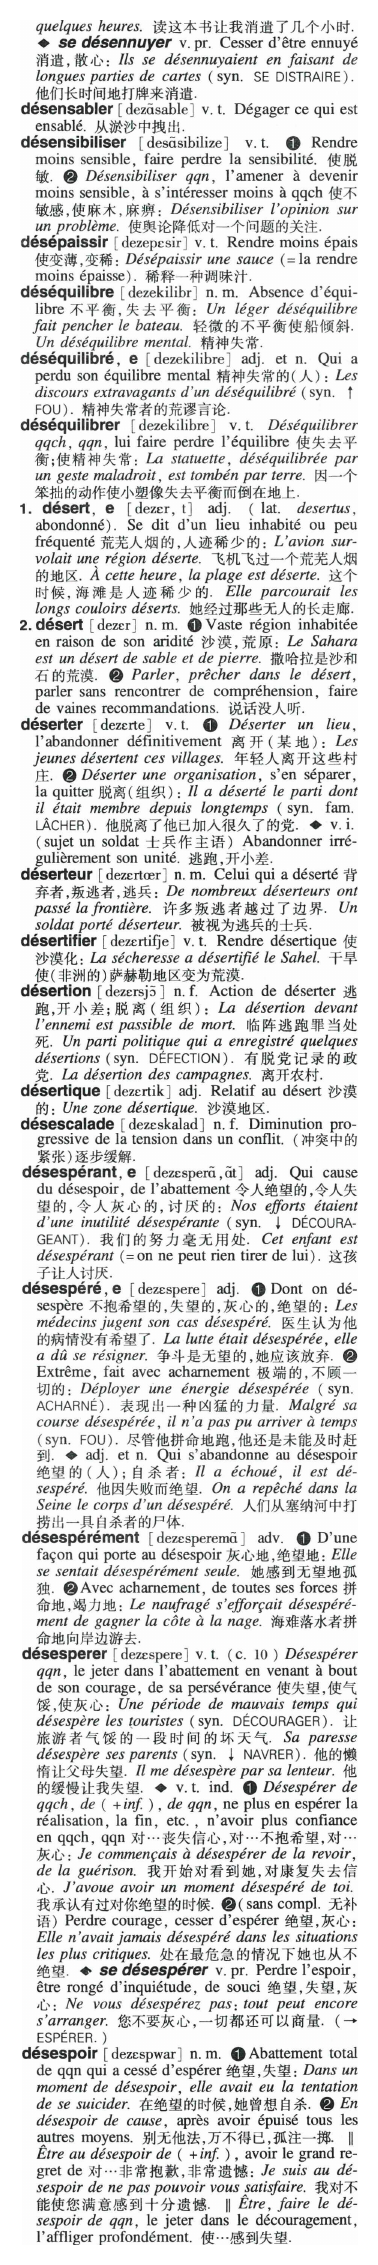 quelques heures. 读这本书让我消遣了几个小时.
◆ se désennuyer v. pr. Cesser d'être ennuyé
消遣,散心: Ils se désennuyaient en faisant de
longues parties de cartes (syn. SE DISTRAIRE).
他们长时间地打牌来消遣.
désensabler [dezɑ̃sable] v. t. Dégager ce qui est
ensablé. 从淤沙中拽出.
désensibiliser [desɑ̃sibilize] v. t. ❶ Rendre
moins sensible, faire perdre la sensibilité. 使脱
敏. ❷ Désensibiliser qqn, l'amener à devenir
moins sensible, à s'intéresser moins à qqch 使不
敏感,使麻木,麻痹: Désensibiliser l'opinion sur
un problème. 使舆论降低对一个问题的关注.
désépaissir [dezepɛsir] v. t. Rendre moins épais
使变薄,变稀: Désépaissir une sauce (= la rendre
moins épaisse). 稀释一种调味汁.
déséquilibre [dezekilibr] n. m. Absence d'équi-
libre 不平衡,失去平衡: Un léger déséquilibre
fait pencher le bateau. 轻微的不平衡使船倾斜.
Un déséquilibre mental. 精神失常.
déséquilibré, e [dezekilibre] adj. et n. Qui a
perdu son équilibre mental 精神失常的(人): Les
discours extravagants d'un déséquilibré (syn. ↑
FOU). 精神失常者的荒谬言论.
déséquilibrer [dezekilibre] v. t. Déséquilibrer
qqch, qqn, lui faire perdre l'équilibre 使失去平
衡;使精神失常: La statuette, déséquilibrée par
un geste maladroit, est tombén par terre. 因一个
笨拙的动作使小塑像失去平衡而倒在地上.
1. désert, e [dezɛr, t] adj. ( lat. desertus,
abondonné). Se dit d'un lieu inhabité ou peu
fréquenté 荒芜人烟的,人迹稀少的: L'avion sur-
volait une région déserte. 飞机飞过一个荒芜人烟
的地区. À cette heure, la plage est déserte. 这个
时候,海滩是人迹稀少的. Elle parcourait les
longs couloirs déserts. 她经过那些无人的长走廊.
2. désert [dezɛr] n. m. ❶ Vaste région inhabitée
en raison de son aridité 沙漠,荒原: Le Sahara
est un désert de sable et de pierre. 撒哈拉是沙和
石的荒漠. ❷ Parler, prêcher dans le désert,
parler sans rencontrer de compréhension, faire
de vaines recommandations. 说话没人听.
déserter [dezɛrte] v. t. ❶ Déserter un lieu,
l'abandonner définitivement 离开(某地): Les
jeunes désertent ces villages. 年轻人离开这些村
庄. ❷ Déserter une organisation, s'en séparer,
la quitter 脱离(组织): Il a déserté le parti dont
il était membre depuis longtemps (syn. fam.
LÂCHER). 他脱离了他已加入很久了的党. ◆ v. i.
(sujet un soldat 士兵作主语) Abandonner irré-
gulièrement son unité. 逃跑,开小差.
déserteur [dezɛrtœr] n. m. Celui qui a déserté 背
弃者,叛逃者,逃兵: De nombreux déserteurs ont
passé la frontière. 许多叛逃者越过了边界. Un
soldat porté déserteur. 被视为逃兵的士兵.
désertifier [dezɛrtifje] v. t. Rendre désertique 使
沙漠化: La sécheresse a désertifié le Sahel. 干旱
使(非洲的)萨赫勒地区变为荒漠.
désertion [dezɛrsjɔ̃] n. f. Action de déserter 逃
跑,开小差;脱离(组织): La désertion devant
l'ennemi est passible de mort. 临阵逃跑罪当处
死. Un parti politique qui a enregistré quelques
désertions (syn. DÉFECTION). 有脱党记录的政
党. La désertion des campagnes. 离开农村.
désertique [dezɛrtik] adj. Relatif au désert 沙漠
的: Une zone désertique. 沙漠地区.
désescalade [dezɛskalad] n. f. Diminution pro-
gressive de la tension dans un conflit. (冲突中的
紧张)逐步缓解.
désespérant, e [dezɛsperɑ̃, ɑ̃t] adj. Qui cause
du désespoir, de l'abattement 令人绝望的,令人失
望的,令人灰心的,讨厌的: Nos efforts étaient
d'une inutilité désespérante (syn. ↓ DÉCOURA-
GEANT). 我们的努力毫无用处. Cet enfant est
désespérant (= on ne peut rien tirer de lui). 这孩
子让人讨厌.
désespéré, e [dezɛspere] adj. ❶ Dont on dé-
sespère 不抱希望的,失望的,灰心的,绝望的: Les
médecins jugent son cas désespéré. 医生认为他
的病情没有希望了. La lutte était désespérée, elle
a dû se résigner. 争斗是无望的,她应该放弃. ❷
Extrême, fait avec acharnement 极端的,不顾一
切的: Déployer une énergie désespérée (syn.
ACHARNÉ). 表现出一种凶猛的力量. Malgré sa
course désespérée, il n'a pas pu arriver à temps
(syn. FOU). 尽管他拼命地跑,他还是未能及时赶
到. ◆ adj. et n. Qui s'abandonne au désespoir
绝望的(人);自杀者: Il a échoué, il est dé-
sespéré. 他因失败而绝望. On a repêché dans la
Seine le corps d'un désespéré. 人们从塞纳河中打
捞出一具自杀者的尸体.
désespérément [dezɛsperemɑ̃] adv. ❶ D'une
façon qui porte au désespoir 灰心地,绝望地: Elle
se sentait désespérément seule. 她感到无望地孤
独. ❷ Avec acharnement, de toutes ses forces 拼
命地,竭力地: Le naufragé s'efforçait désespéré-
ment de gagner la côte à la nage. 海难落水者拼
命地向岸边游去.
désespérer [dezɛspere] v. t. (c. 10) Désespérer
qqn, le jeter dans l'abattement en venant à bout
de son courage, de sa persévérance 使失望,使气
馁,使灰心: Une période de mauvais temps qui
désespère les touristes (syn. DÉCOURAGER). 让
旅游者气馁的一段时间的坏天气. Sa paresse
désespère ses parents (syn. ↓ NAVRER). 他的懒
惰让父母失望. Il me désespère par sa lenteur. 他
的缓慢让我失望. ◆ v. t. ind. ❶ Désespérer de
qqch, de (+inf.), de qqn, ne plus en espérer la
réalisation, la fin, etc., n'avoir plus confiance
en qqch, qqn 对…丧失信心,对…不抱希望,对…
灰心: Je commençais à désespérer de la revoir,
de la guérison. 我开始对看到她,对康复失去信
心. J'avoue avoir un moment désespéré de toi.
我承认有过对你绝望的时候. ❷ (sans compl. 无补
语) Perdre courage, cesser d'espérer 绝望,灰心:
Elle n'avait jamais désespéré dans les situations
les plus critiques. 处在最危急的情况下她也从不
绝望. ◆ se désespérer v. pr. Perdre l'espoir,
être rongé d'inquiétude, de souci 绝望,失望,灰
心: Ne vous désespérez pas: tout peut encore
s'arranger. 您不要灰心,一切都还可以商量. (→
ESPÉRER.)
désespoir [dezɛspwar] n. m. ❶ Abattement total
de qqn qui a cessé d'espérer 绝望,失望: Dans un
moment de désespoir, elle avait eu la tentation
de se suicider. 在绝望的时候,她曾想自杀. ❷ En
désespoir de cause, après avoir épuisé tous les
autres moyens. 别无他法,万不得已,孤注一掷. ‖
Être au désespoir de (+inf.), avoir le grand re-
gret de 对…非常抱歉,非常遗憾: Je suis au dé-
sespoir de ne pas pouvoir vous satisfaire. 我对不
能使您满意感到十分遗憾. ‖ Être, faire le dé-
sespoir de qqn, le jeter dans le découragement,
l'affliger profondément. 使…感到失望.